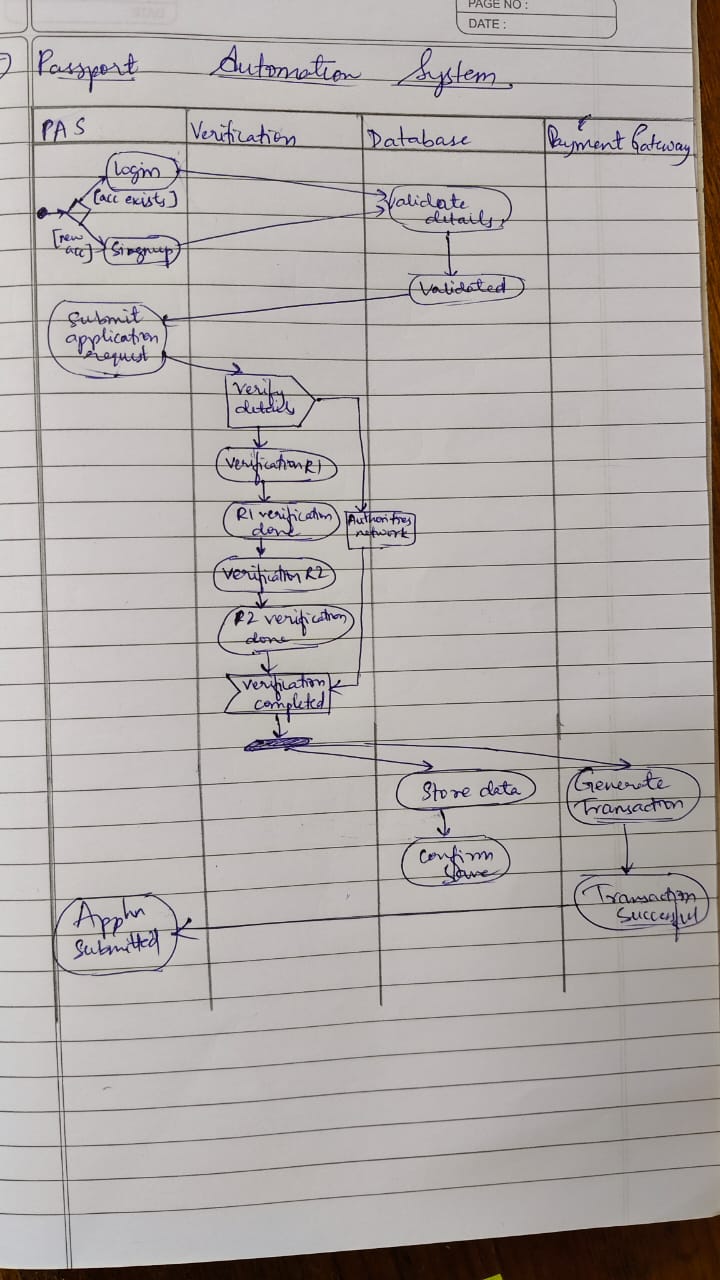 PAGE NO :
DATE :
Passport Automation System
PAS
Verification
Database
Payment Gateway
Login
[acc exists]
[new
acc]
Singnup
Validate
details
Validated
Submit
application
request
Verify
details
Verification R1
R1 verification
done
Authorities
network
Verification R2
R2 verification
done
Verification
completed
Store data
Generate
Transaction
Confirm
Save
Transaction
Successful
Appln
Submitted